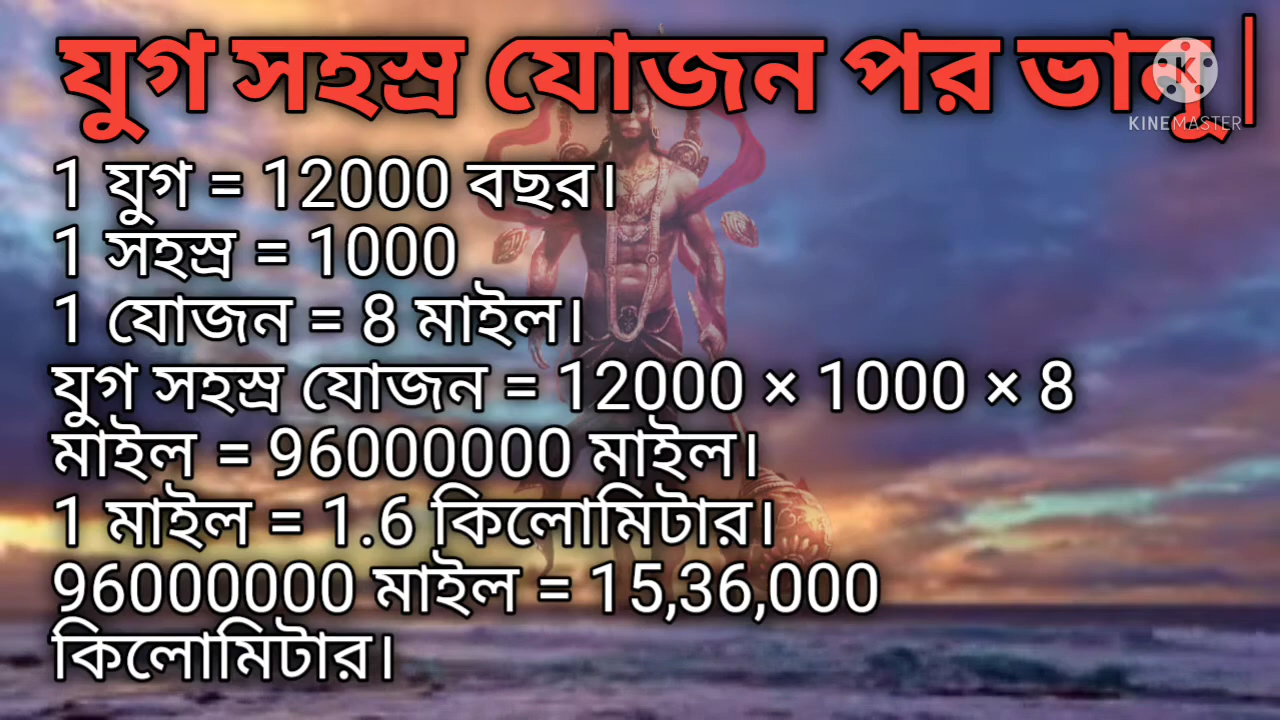 যুগ সহস্র যোজন পর ভানু|
KINEMASTER
1 যুগ = 12000 বছর।
1 সহস্র = 1000
1 যোজন = 8 মাইল।
যুগ সহস্র যোজন = 12000 × 1000 × 8
মাইল = 96000000 মাইল।
1 মাইল = 1.6 কিলোমিটার।
96000000 মাইল = 15,36,000
কিলোমিটার।